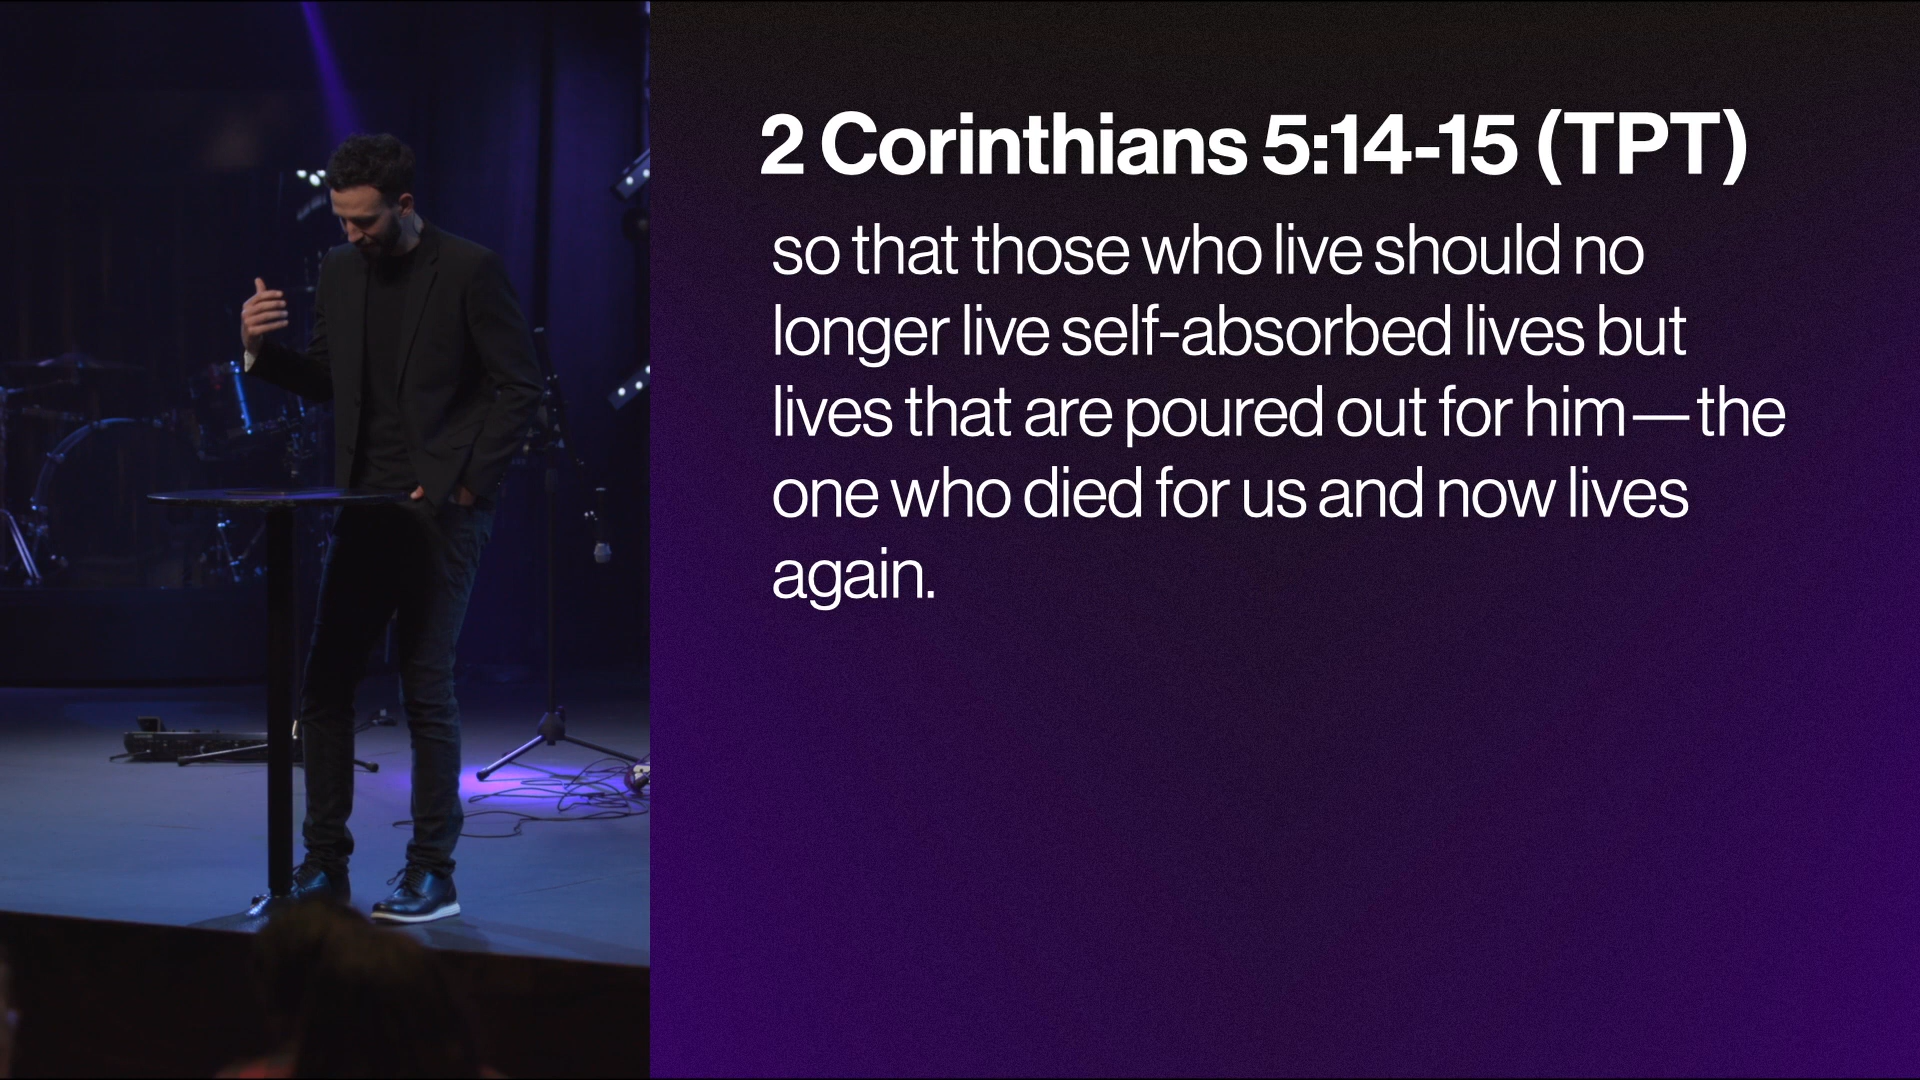 2 Corinthians 5:14-15 (TPT)
so that those who live should no
longer live self-absorbed lives but
lives that are poured out for him—the
one who died for us and now lives
again.